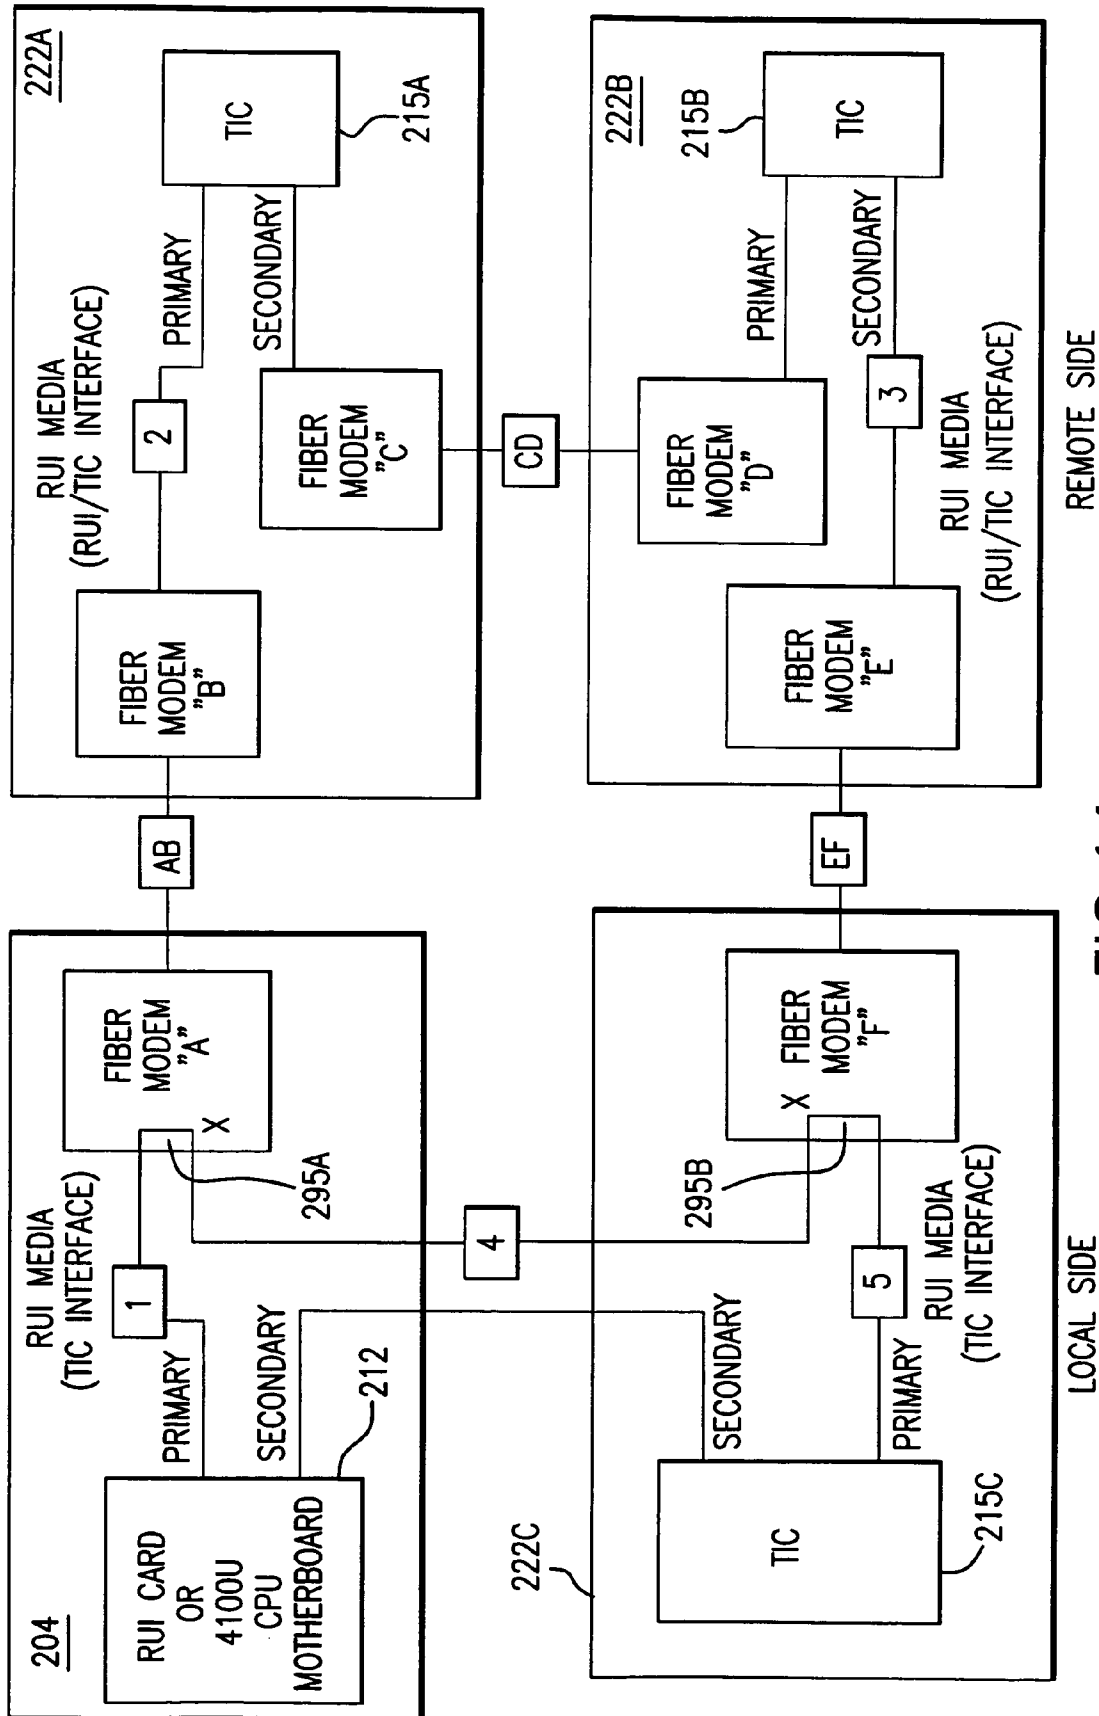 204
RUI CARD
OR
4100U
CPU
MOTHERBOARD
212
PRIMARY
SECONDARY
RUI MEDIA
(TIC INTERFACE)
1
295A
X
FIBER
MODEM
"A"
AB
222A
FIBER
MODEM
"B"
RUI MEDIA
(RUI/TIC INTERFACE)
2
PRIMARY
SECONDARY
FIBER
MODEM
"C"
TIC
215A
4
CD
222C
TIC
215C
SECONDARY
PRIMARY
5
RUI MEDIA
(TIC INTERFACE)
295B
X
FIBER
MODEM
"F"
EF
222B
215B
TIC
PRIMARY
SECONDARY
FIBER
MODEM
"D"
3
FIBER
MODEM
"E"
RUI MEDIA
(RUI/TIC INTERFACE)
LOCAL SIDE
REMOTE SIDE